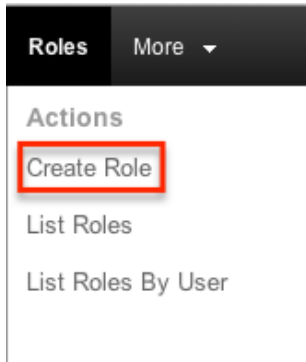 Roles More
Actions
Create Role
List Roles
List Roles By User